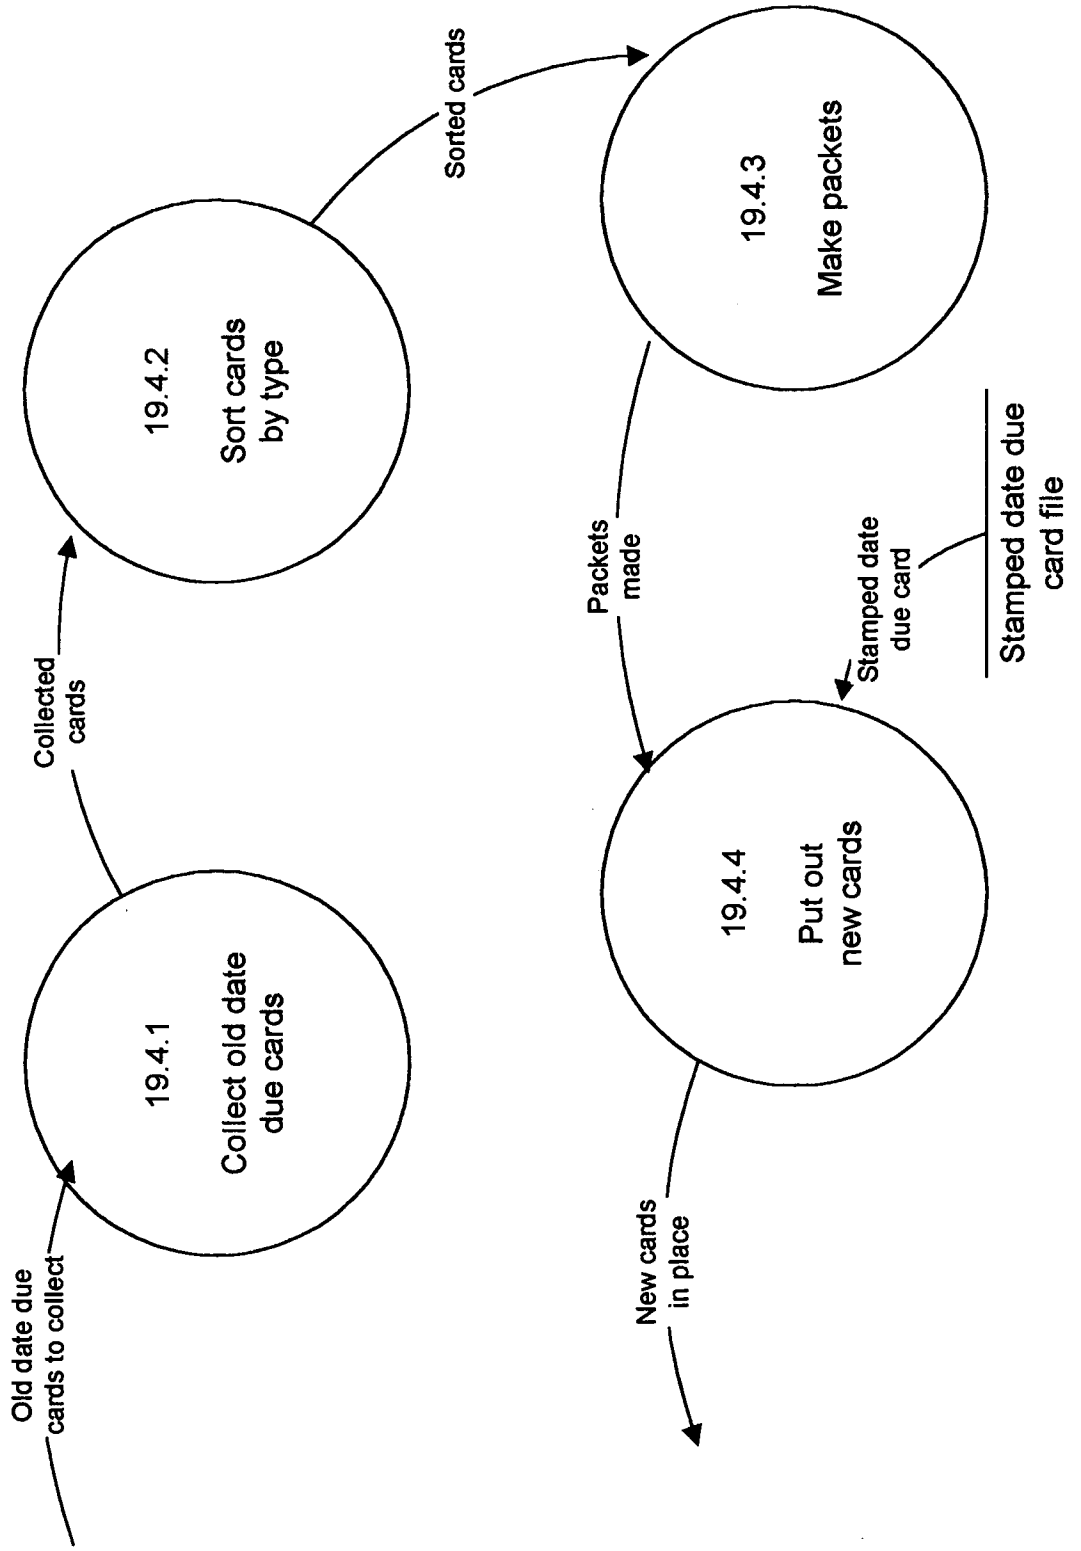 Old date due
cards to collect
19.4.1
Collect old date
due cards
Collected
cards
19.4.2
Sort cards
by type
Sorted cards
19.4.3
Make packets
Packets
made
Stamped date
due card
Stamped date due
card file
19.4.4
Put out
new cards
New cards
in place